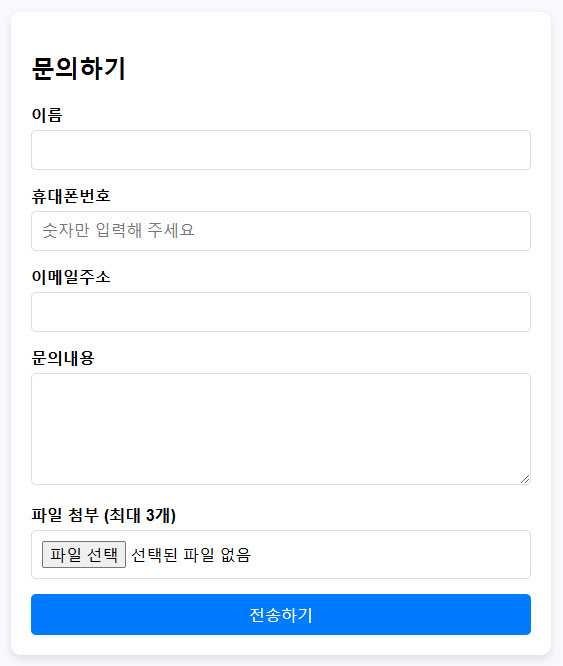 문의하기
이름
휴대폰번호
숫자만 입력해 주세요
이메일주소
문의내용
파일 첨부 (최대 3개)
파일 선택 선택된 파일 없음
전송하기